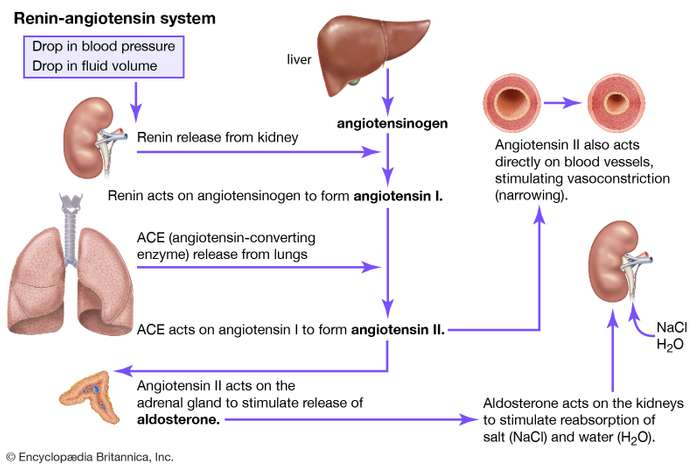 Renin-angiotensin system
Drop in blood pressure
Drop in fluid volume
liver
angiotensinogen
Renin release from kidney
Renin acts on angiotensinogen to form angiotensin I.
ACE (angiotensin-converting
enzyme) release from lungs
ACE acts on angiotensin I to form angiotensin II.
Angiotensin II also acts
directly on blood vessels,
stimulating vasoconstriction
(narrowing).
NaCl
H₂O
Angiotensin II acts on the
adrenal gland to stimulate release of
aldosterone.
Aldosterone acts on the kidneys
to stimulate reabsorption of
salt (NaCl) and water (H₂O).
© Encyclopædia Britannica, Inc.